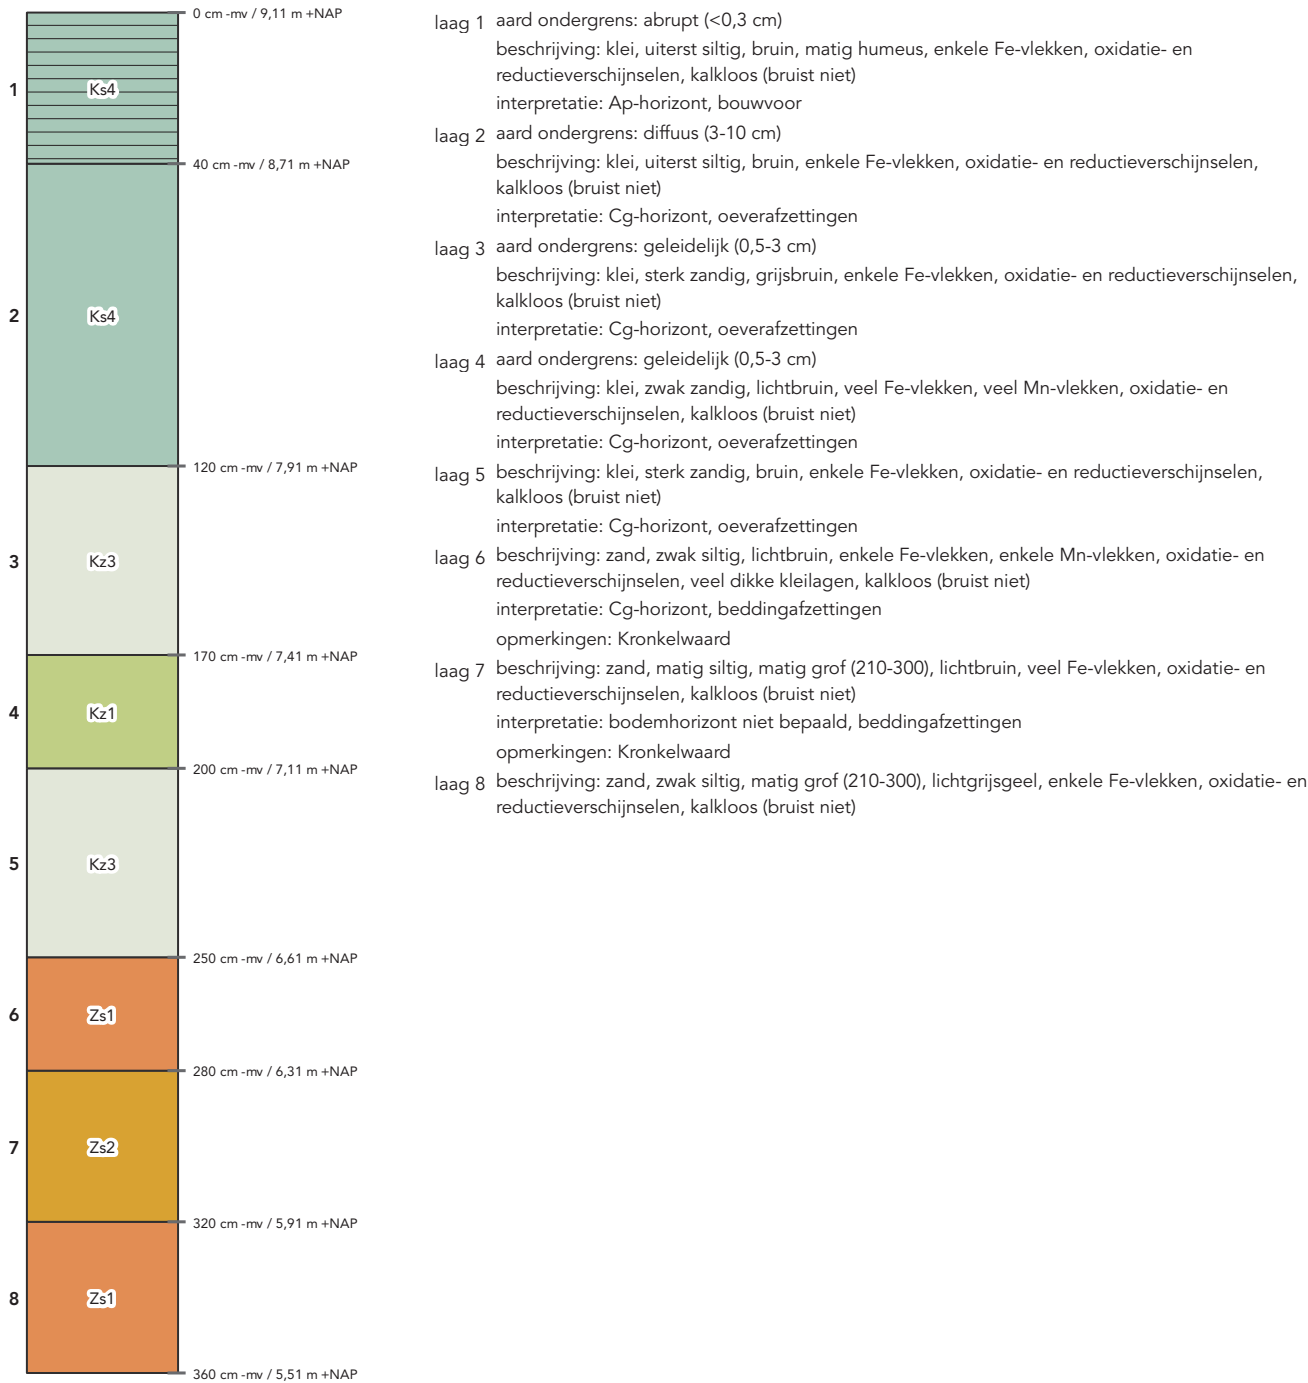 0 cm -mv / 9,11 m +NAP
1
Ks4
40 cm -mv / 8,71 m +NAP
2
Ks4
120 cm -mv / 7,91 m +NAP
3
Kz3
170 cm -mv / 7,41 m +NAP
4
Kz1
200 cm -mv / 7,11 m +NAP
5
Kz3
250 cm -mv / 6,61 m +NAP
6
Zs1
280 cm -mv / 6,31 m +NAP
7
Zs2
320 cm -mv / 5,91 m +NAP
8
Zs1
360 cm -mv / 5,51 m +NAP
laag 1 aard ondergrens: abrupt (<0,3 cm)
beschrijving: klei, uiterst siltig, bruin, matig humeus, enkele Fe-vlekken, oxidatie- en
reductieverschijnselen, kalkloos (bruist niet)
interpretatie: Ap-horizont, bouwvoor
laag 2 aard ondergrens: diffuus (3-10 cm)
beschrijving: klei, uiterst siltig, bruin, enkele Fe-vlekken, oxidatie- en reductieverschijnselen,
kalkloos (bruist niet)
interpretatie: Cg-horizont, oeverafzettingen
laag 3 aard ondergrens: geleidelijk (0,5-3 cm)
beschrijving: klei, sterk zandig, grijsbruin, enkele Fe-vlekken, oxidatie- en reductieverschijnselen,
kalkloos (bruist niet)
interpretatie: Cg-horizont, oeverafzettingen
laag 4 aard ondergrens: geleidelijk (0,5-3 cm)
beschrijving: klei, zwak zandig, lichtbruin, veel Fe-vlekken, veel Mn-vlekken, oxidatie- en
reductieverschijnselen, kalkloos (bruist niet)
interpretatie: Cg-horizont, oeverafzettingen
laag 5 beschrijving: klei, sterk zandig, bruin, enkele Fe-vlekken, oxidatie- en reductieverschijnselen,
kalkloos (bruist niet)
interpretatie: Cg-horizont, oeverafzettingen
laag 6 beschrijving: zand, zwak siltig, lichtbruin, enkele Fe-vlekken, enkele Mn-vlekken, oxidatie- en
reductieverschijnselen, veel dikke kleilagen, kalkloos (bruist niet)
interpretatie: Cg-horizont, beddingafzettingen
opmerkingen: Kronkelwaard
laag 7 beschrijving: zand, matig siltig, matig grof (210-300), lichtbruin, veel Fe-vlekken, oxidatie- en
reductieverschijnselen, kalkloos (bruist niet)
interpretatie: bodemhorizont niet bepaald, beddingafzettingen
opmerkingen: Kronkelwaard
laag 8 beschrijving: zand, zwak siltig, matig grof (210-300), lichtgrijsgeel, enkele Fe-vlekken, oxidatie- en
reductieverschijnselen, kalkloos (bruist niet)